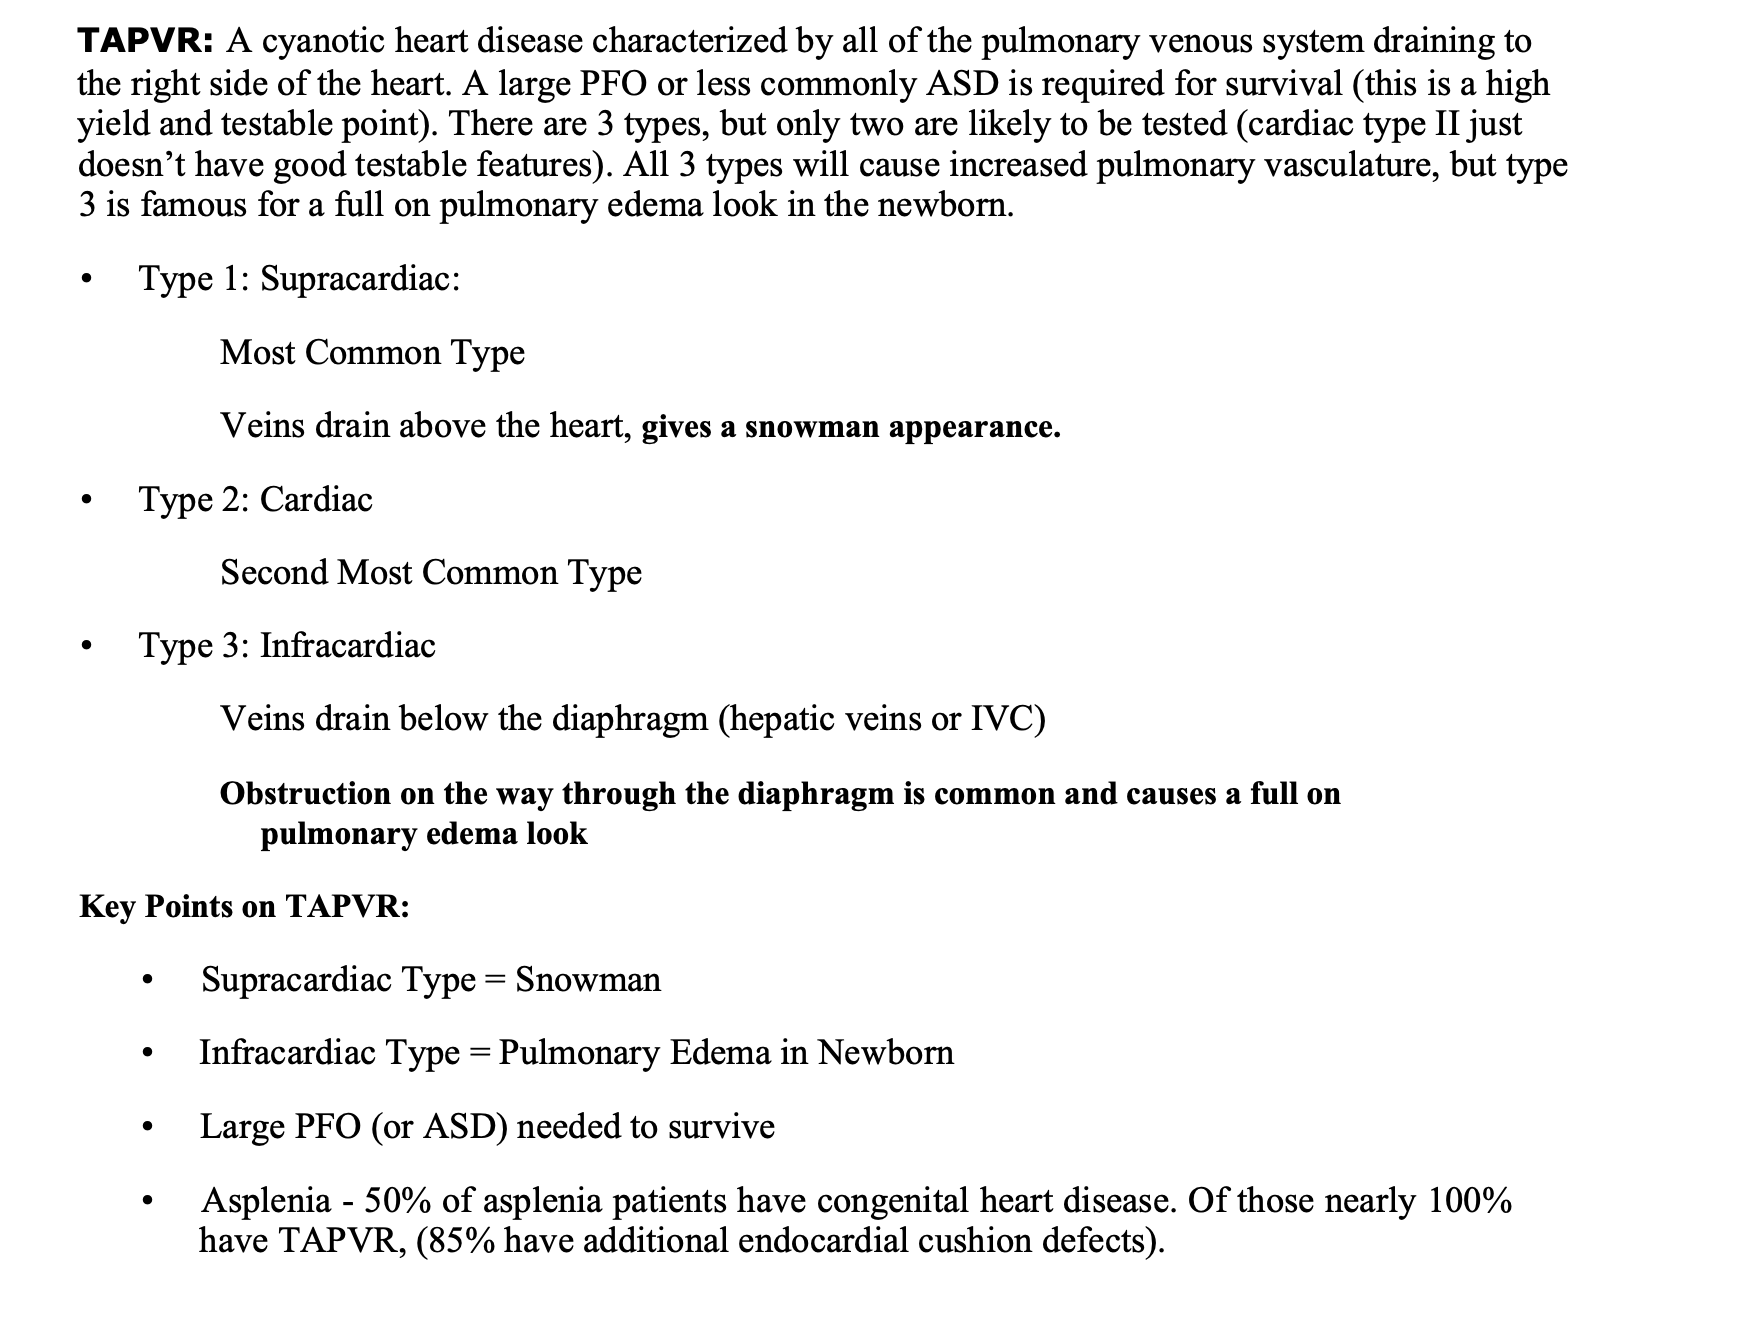 TAPVR: A cyanotic heart disease characterized by all of the pulmonary venous system draining to
the right side of the heart. A large PFO or less commonly ASD is required for survival (this is a high
yield and testable point). There are 3 types, but only two are likely to be tested (cardiac type II just
doesn’t have good testable features). All 3 types will cause increased pulmonary vasculature, but type
3 is famous for a full on pulmonary edema look in the newborn.
• Type 1: Supracardiac:
Most Common Type
Veins drain above the heart, gives a snowman appearance.
• Type 2: Cardiac
Second Most Common Type
• Type 3: Infracardiac
Veins drain below the diaphragm (hepatic veins or IVC)
Obstruction on the way through the diaphragm is common and causes a full on
pulmonary edema look
Key Points on TAPVR:
• Supracardiac Type = Snowman
• Infracardiac Type = Pulmonary Edema in Newborn
• Large PFO (or ASD) needed to survive
• Asplenia - 50% of asplenia patients have congenital heart disease. Of those nearly 100%
have TAPVR, (85% have additional endocardial cushion defects).